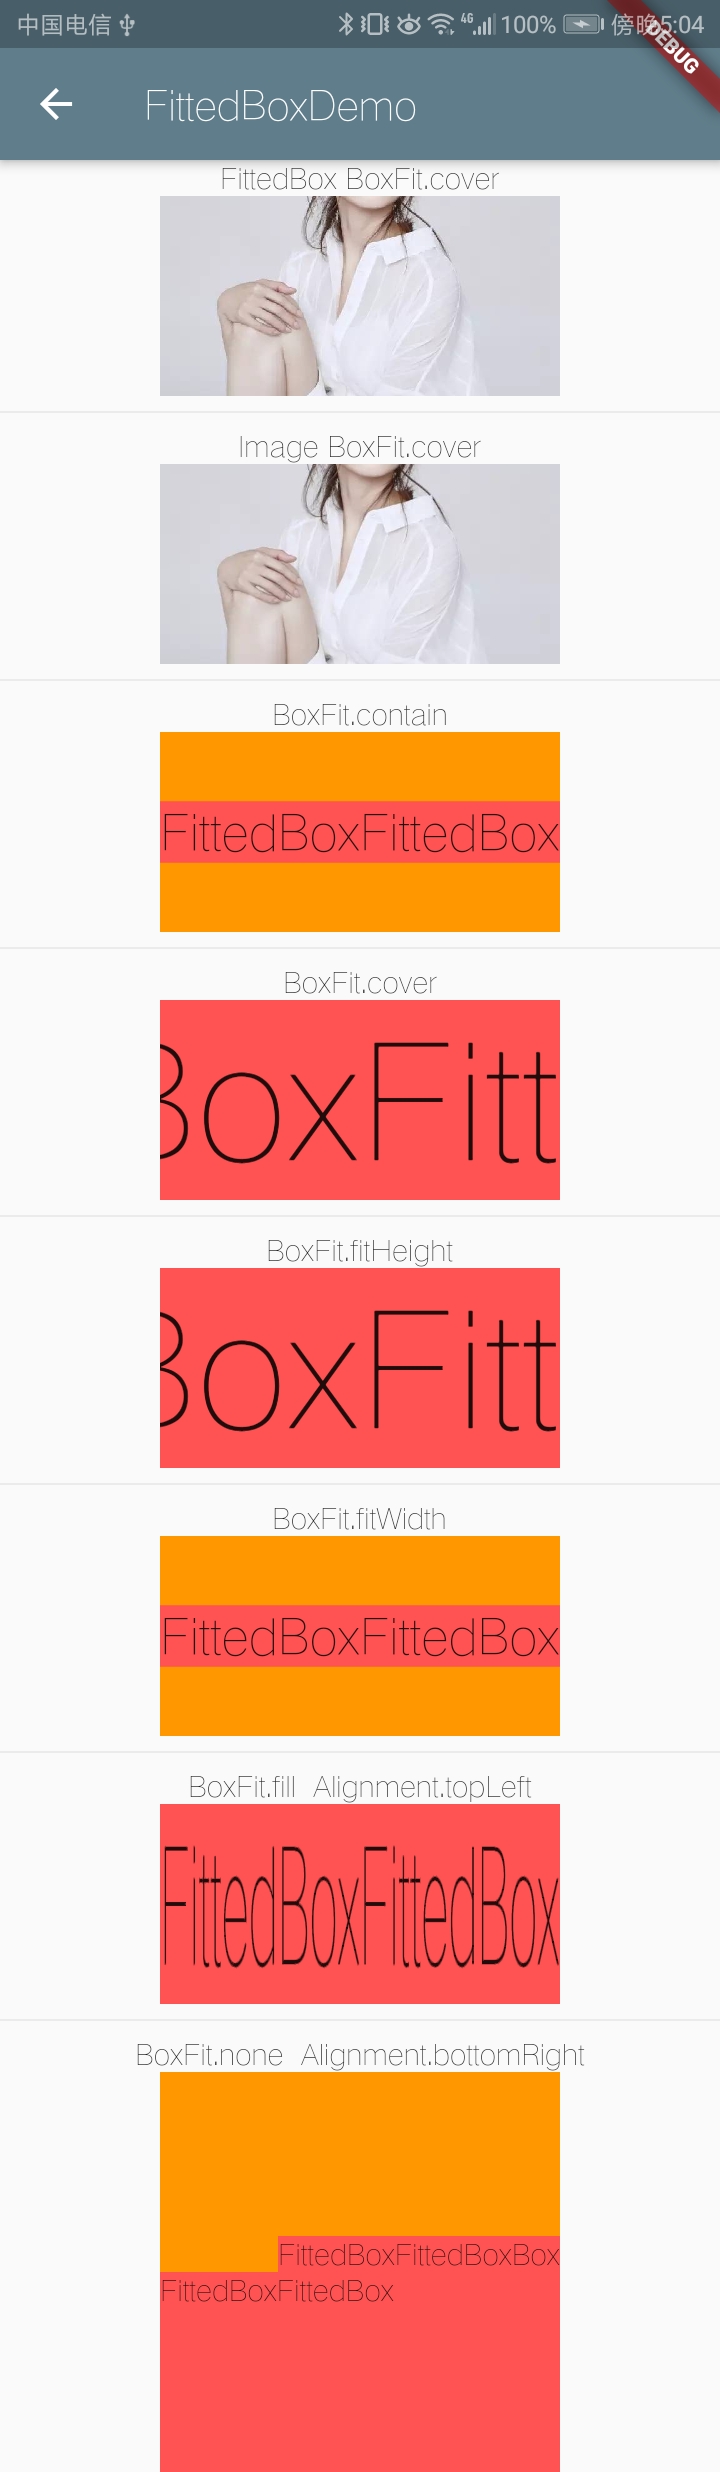 中国电信 4G 100% 傍晚5:04
DEBUG
FittedBoxDemo
FittedBox BoxFit.cover
Image BoxFit.cover
BoxFit.contain
FittedBoxFittedBox
BoxFit.cover
BoxFitt
BoxFit.fitHeight
BoxFitt
BoxFit.fitWidth
FittedBoxFittedBox
BoxFit.fill  Alignment.topLeft
FittedBoxFittedBox
BoxFit.none  Alignment.bottomRight
FittedBoxFittedBoxBox
FittedBoxFittedBox